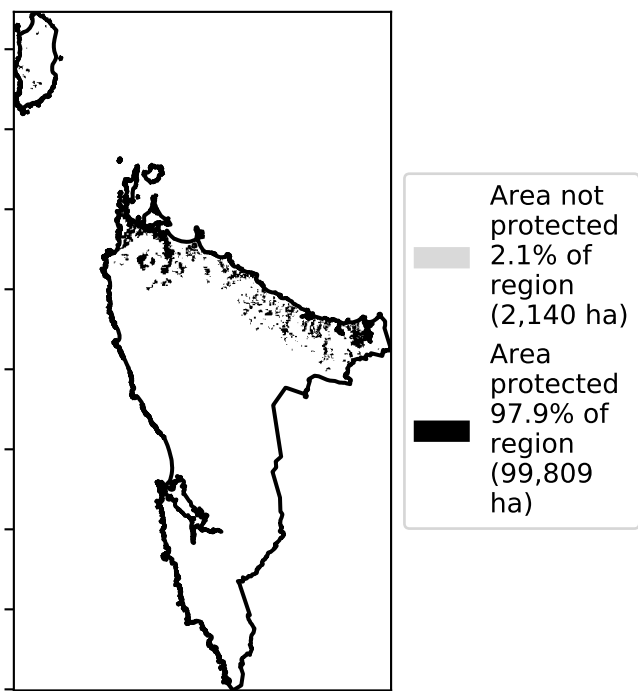 Area not
protected
2.1% of
region
(2,140 ha)
Area
protected
97.9% of
region
(99,809
ha)